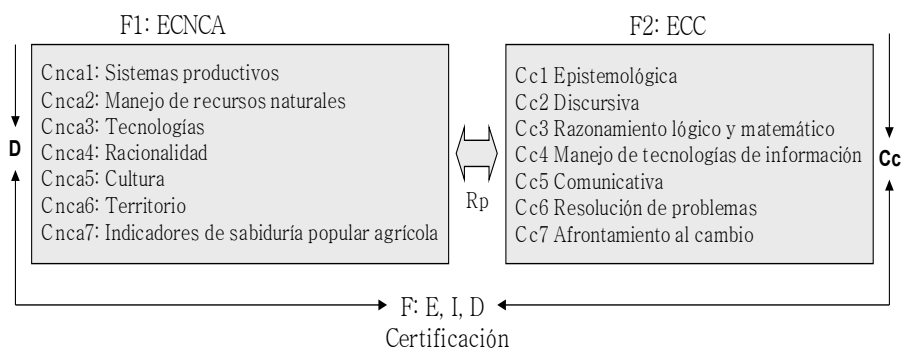 F1: ECNCA
Cnca1: Sistemas productivos
Cnca2: Manejo de recursos naturales
Cnca3: Tecnologías
Cnca4: Racionalidad
Cnca5: Cultura
Cnca6: Territorio
Cnca7: Indicadores de sabiduría popular agrícola
D
Rp
F2: ECC
Cc1 Epistemológica
Cc2 Discursiva
Cc3 Razonamiento lógico y matemático
Cc4 Manejo de tecnologías de información
Cc5 Comunicativa
Cc6 Resolución de problemas
Cc7 Afrontamiento al cambio
Cc
F: E, I, D
Certificación